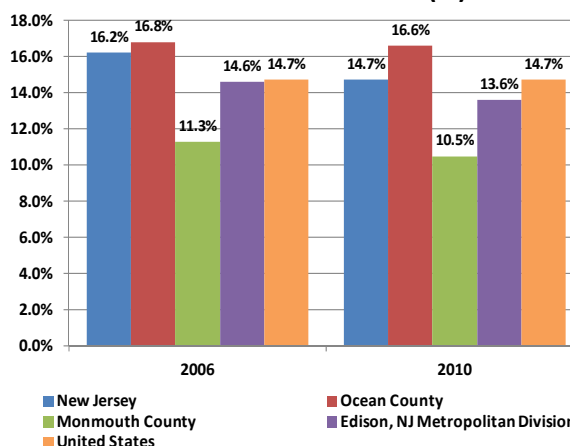 18.0%
16.0%
14.0%
12.0%
10.0%
8.0%
6.0%
4.0%
2.0%
0.0%
16.2% 16.8% 11.3% 14.6% 14.7%
14.7% 16.6% 10.5% 13.6% 14.7%
2006 2010
New Jersey Ocean County
Monmouth County Edison, NJ Metropolitan Division
United States